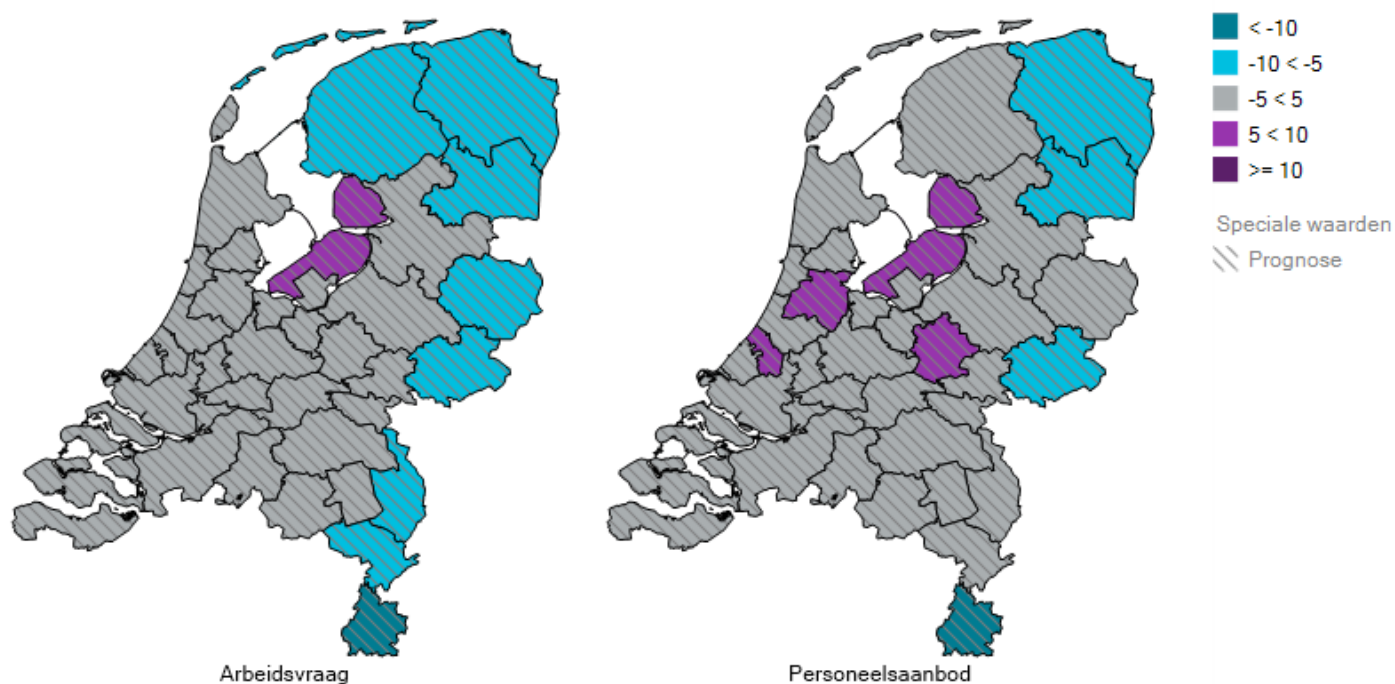 < -10
-10 < -5
-5 < 5
5 < 10
>= 10
Speciale waarden
Prognose
Arbeidsvraag
Personeelsaanbod